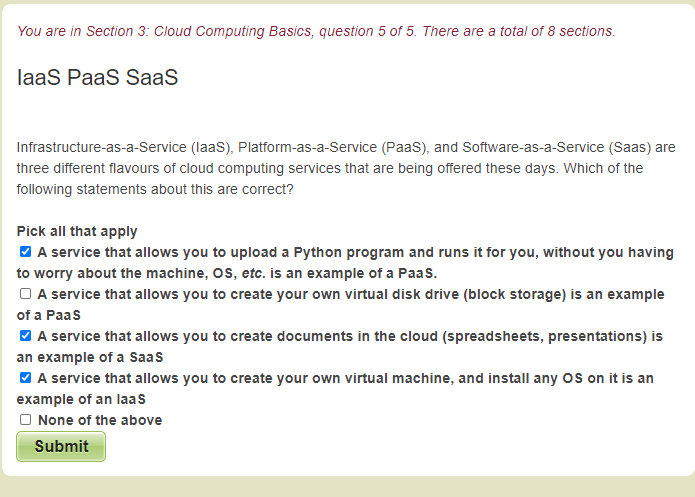 You are in Section 3: Cloud Computing Basics, question 5 of 5. There are a total of 8 sections.
IaaS PaaS SaaS
Infrastructure-as-a-Service (IaaS), Platform-as-a-Service (PaaS), and Software-as-a-Service (Saas) are
three different flavours of cloud computing services that are being offered these days. Which of the
following statements about this are correct?
Pick all that apply
A service that allows you to upload a Python program and runs it for you, without you having
to worry about the machine, OS, etc. is an example of a PaaS.
A service that allows you to create your own virtual disk drive (block storage) is an example
of a PaaS
A service that allows you to create documents in the cloud (spreadsheets, presentations) is
an example of a SaaS
A service that allows you to create your own virtual machine, and install any OS on it is an
example of an IaaS
None of the above
Submit